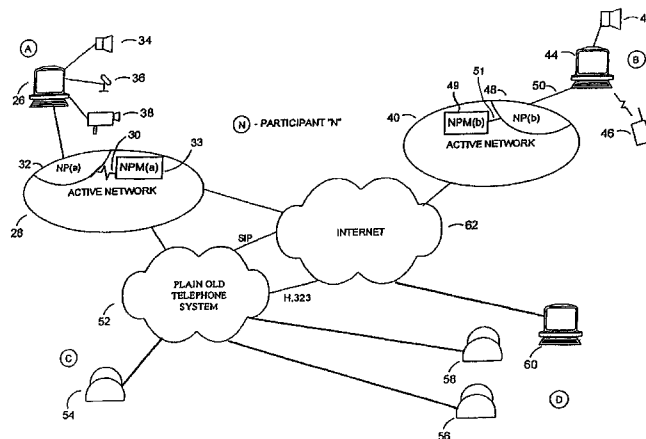 A
34
36
26
38
32
30
33
NP(a)
NPM(a)
ACTIVE NETWORK
28
N - PARTICIPANT "N"
44
B
49
51
48
50
40
NPM(b)
NP(b)
ACTIVE NETWORK
46
SIP
INTERNET
62
PLAIN OLD
TELEPHONE
SYSTEM
52
H.323
C
54
58
56
60
D